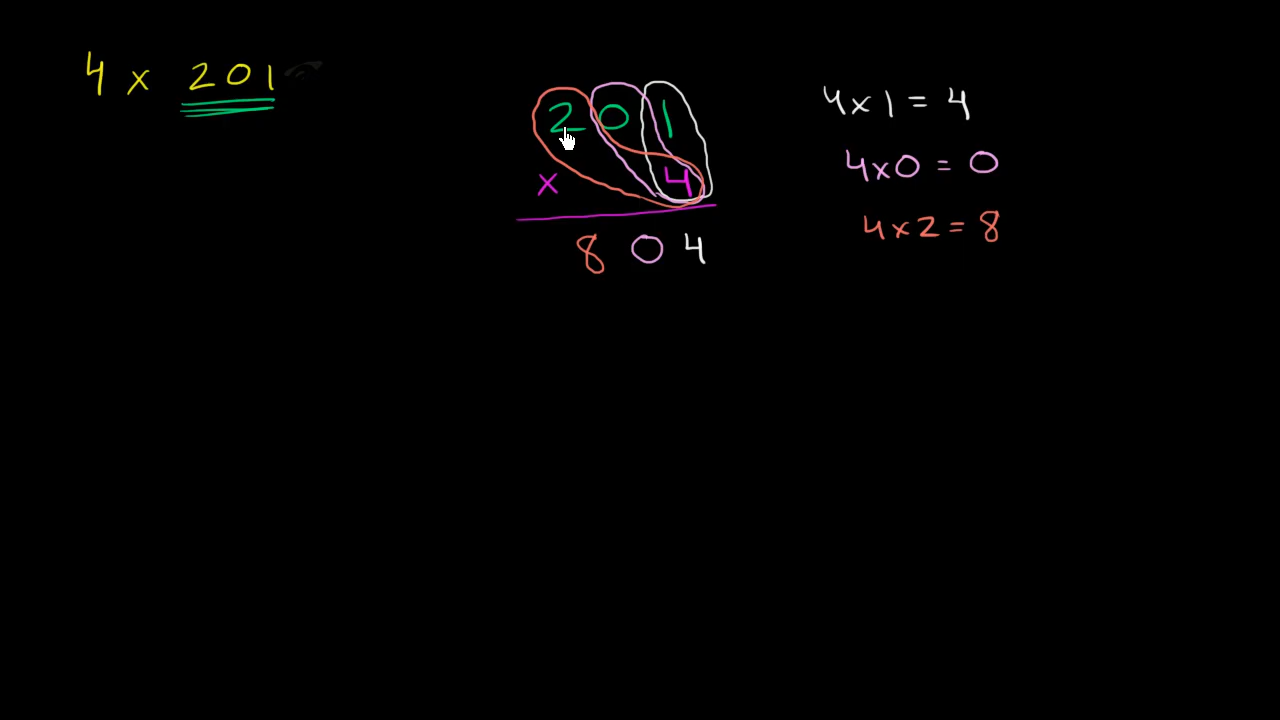 4 x 201
201
x 4
804
4x1 = 4
4x0 = 0
4x2 = 8